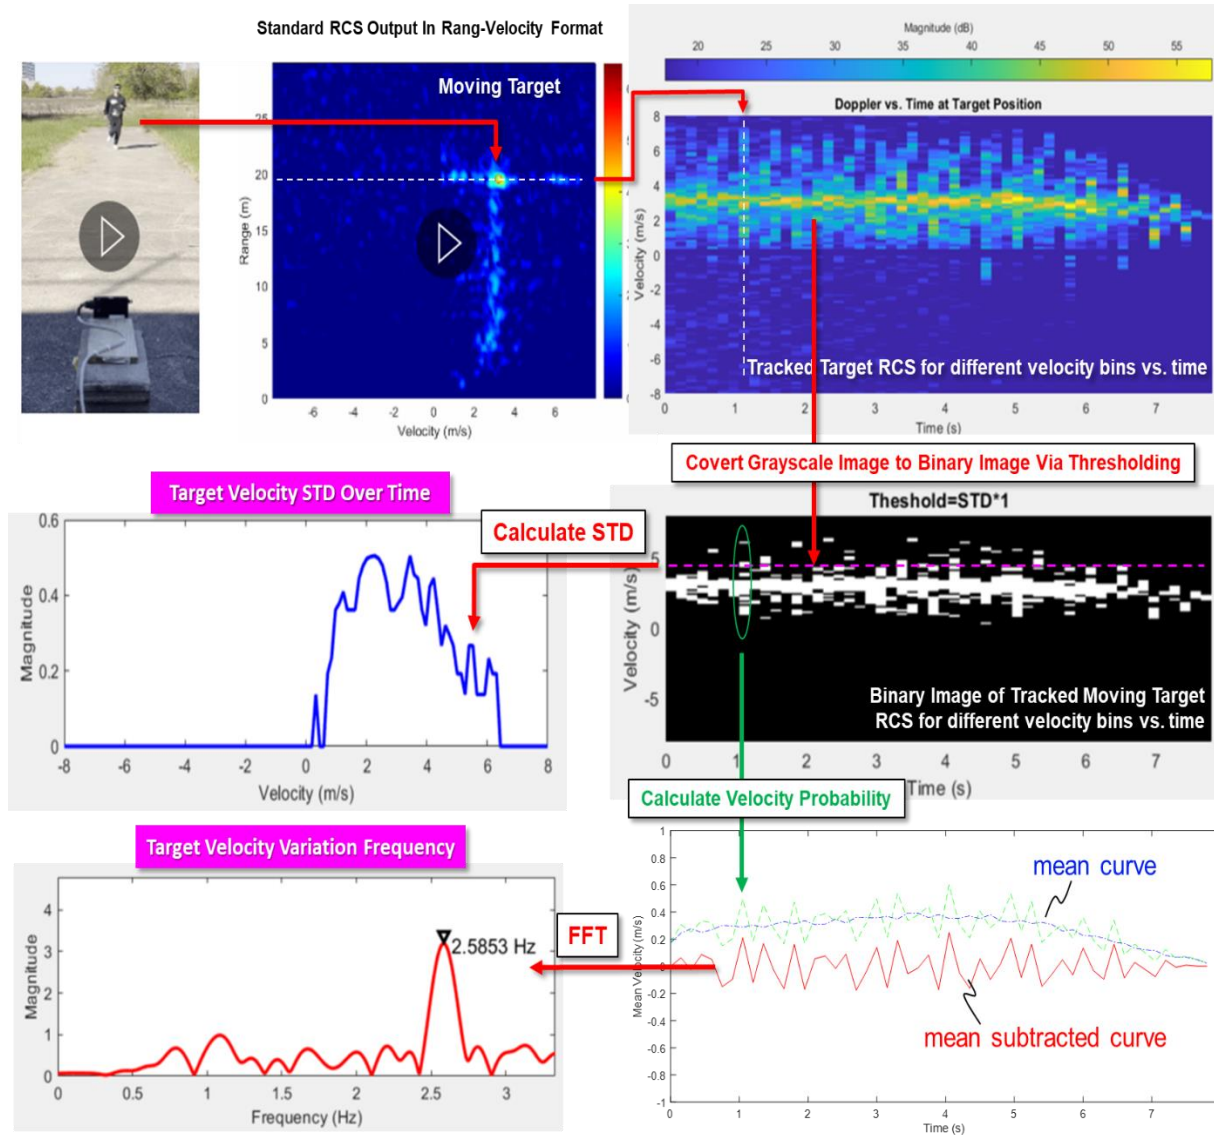 Standard RCS Output In Rang-Velocity Format
Moving Target
Range (m)
25
20
15
10
5
0
-6 -4 -2 0 2 4 6
Velocity (m/s)
Magnitude (dB)
20 25 30 35 40 45 50 55
Doppler vs. Time at Target Position
Velocity (m/s)
8
6
4
2
0
-2
-4
-6
-8
Tracked Target RCS for different velocity bins vs. time
0 1 2 3 4 5 6 7
Time (s)
Covert Grayscale Image to Binary Image Via Thresholding
Target Velocity STD Over Time
Magnitude
0.6
0.4
0.2
0
-8 -6 -4 -2 0 2 4 6 8
Velocity (m/s)
Calculate STD
Theshold=STD*1
Velocity (m/s)
5
0
-5
Binary Image of Tracked Moving Target
RCS for different velocity bins vs. time
0 1 2 3 4 5 6 7
Time (s)
Calculate Velocity Probability
Target Velocity Variation Frequency
Magnitude
4
3
2
1
0
2.5853 Hz
0 0.5 1 1.5 2 2.5 3
Frequency (Hz)
FFT
Mean Velocity (m/s)
1
0.8
0.6
0.4
0.2
0
-0.2
-0.4
-0.6
-0.8
-1
mean curve
mean subtracted curve
0 1 2 3 4 5 6 7
Time (s)